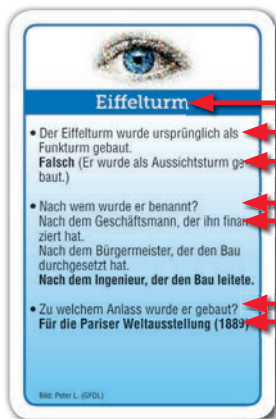 Eiffelturm
• Der Eiffelturm wurde ursprünglich als
Funkturm gebaut.
Falsch (Er wurde als Aussichtsturm ge-
baut.)
• Nach wem wurde er benannt?
Nach dem Geschäftsmann, der ihn finan-
ziert hat.
Nach dem Bürgermeister, der den Bau
durchgesetzt hat.
Nach dem Ingenieur, der den Bau leitete.
• Zu welchem Anlass wurde er gebaut?
Für die Pariser Weltausstellung (1889)
Bild: Peter L. (GFDL)